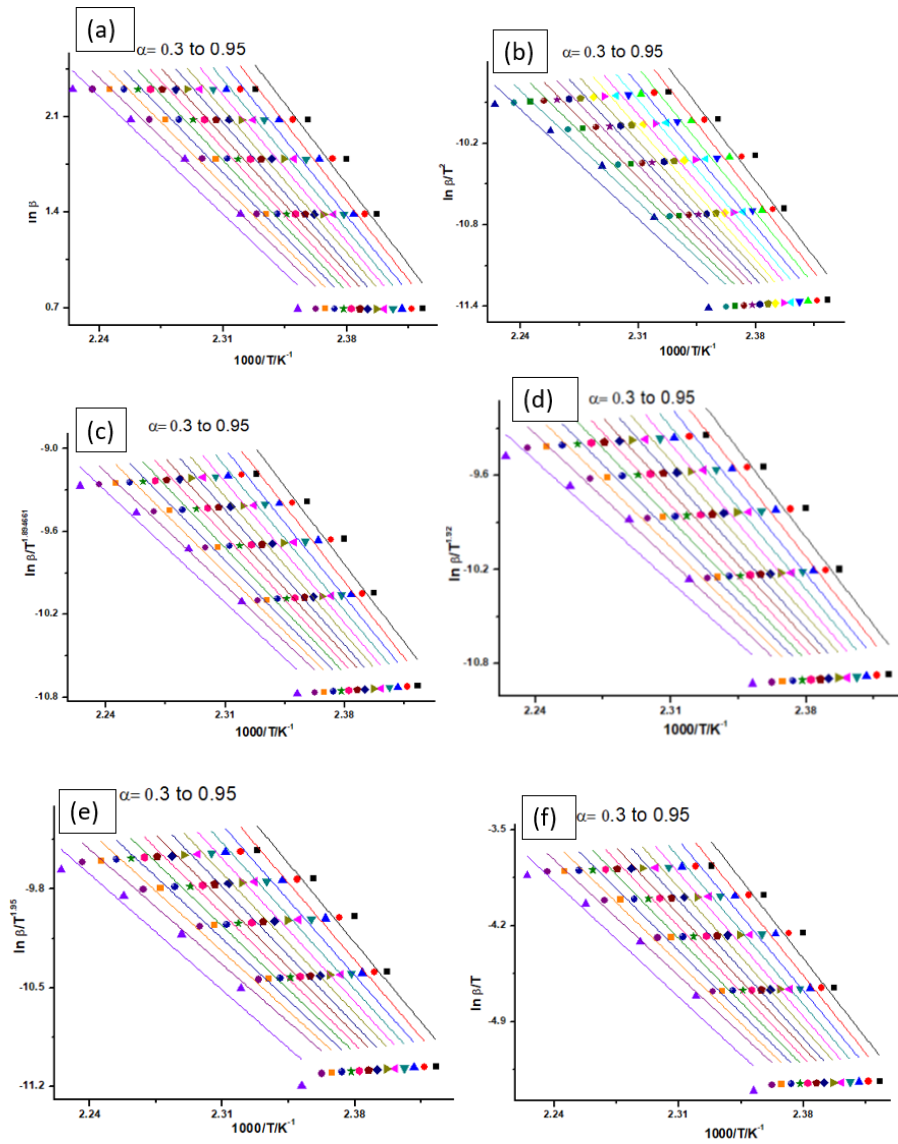 (a)
α= 0.3 to 0.95
2.1
1.4
0.7
ln β
2.24 2.31 2.38
1000/T/K⁻¹
(b)
α= 0.3 to 0.95
-10.2
-10.8
-11.4
ln β/T²
2.24 2.31 2.38
1000/T/K⁻¹
(c)
α= 0.3 to 0.95
-9.0
-9.6
-10.2
-10.8
ln β/T¹·⁸⁹⁴⁶⁶¹
2.24 2.31 2.38
1000/T/K⁻¹
(d)
α= 0.3 to 0.95
-9.6
-10.2
-10.8
ln β/T¹·⁹²
2.24 2.31 2.38
1000/T/K⁻¹
(e)
α= 0.3 to 0.95
-9.8
-10.5
-11.2
ln β/T¹·⁹⁵
2.24 2.31 2.38
1000/T/K⁻¹
(f)
α= 0.3 to 0.95
-3.5
-4.2
-4.9
ln β/T
2.24 2.31 2.38
1000/T/K⁻¹